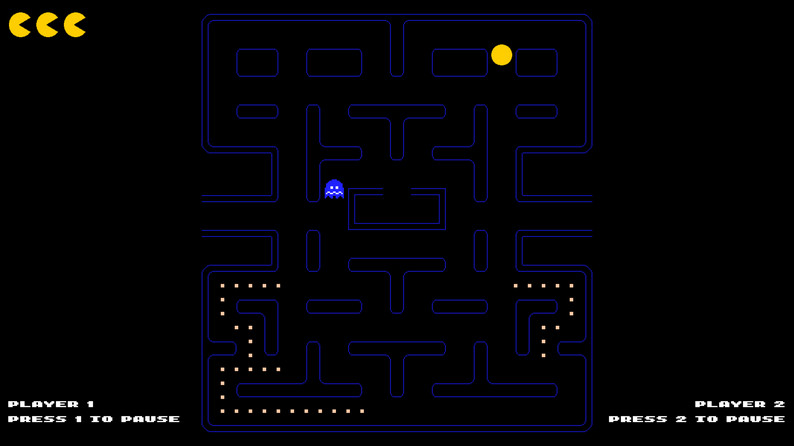 PLAYER 1
PRESS 1 TO PAUSE
PLAYER 2
PRESS 2 TO PAUSE